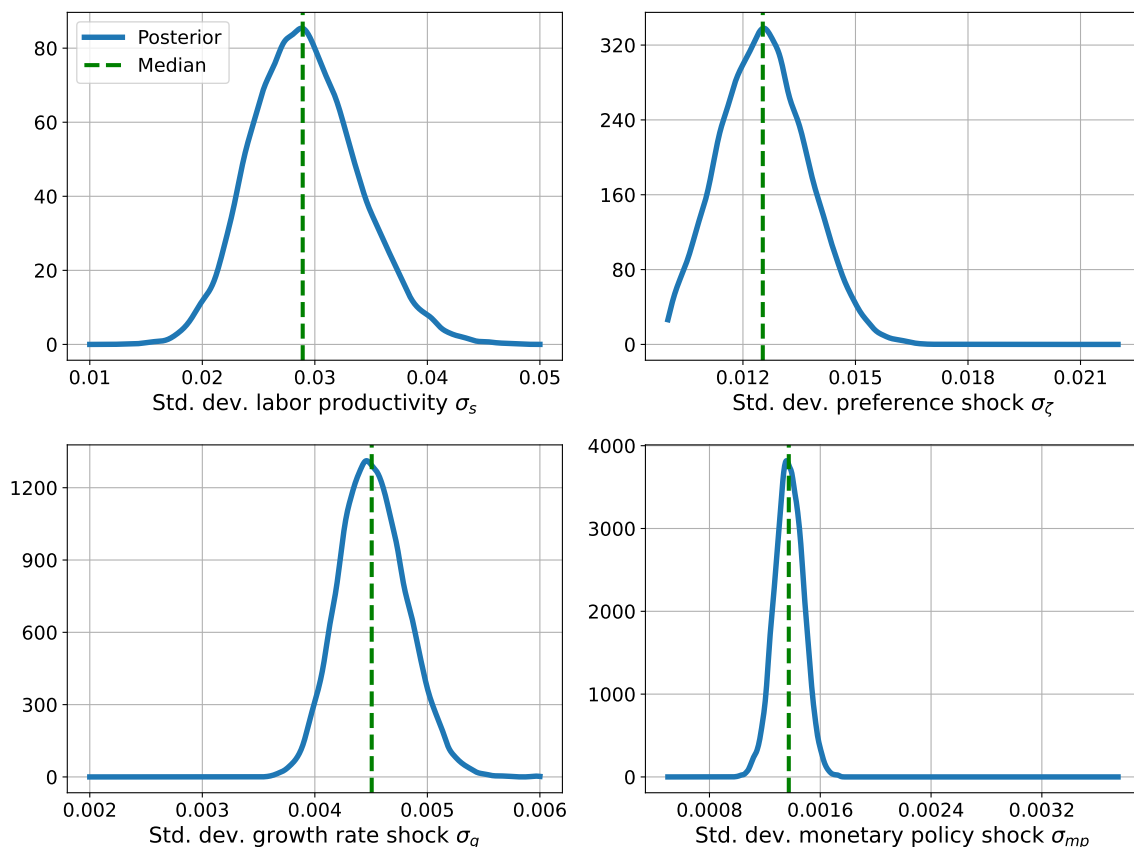 80
60
40
20
0
0.01 0.02 0.03 0.04 0.05
Std. dev. labor productivity σₛ
Posterior
Median
320
240
160
80
0
0.012 0.015 0.018 0.021
Std. dev. preference shock σ_ζ
1200
900
600
300
0
0.002 0.003 0.004 0.005 0.006
Std. dev. growth rate shock σ_g
4000
3000
2000
1000
0
0.0008 0.0016 0.0024 0.0032
Std. dev. monetary policy shock σ_mp